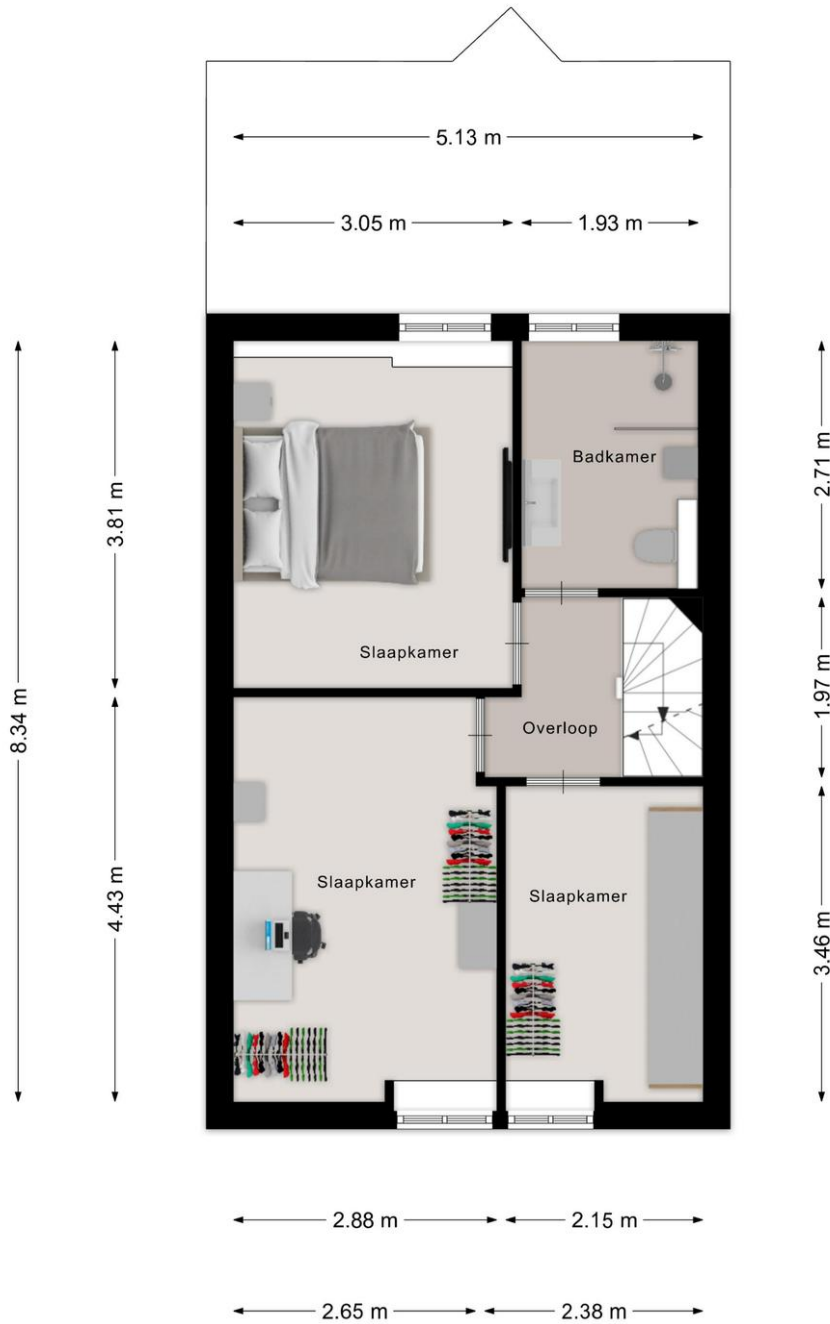 5.13 m
3.05 m
1.93 m
Badkamer
2.71 m
3.81 m
Slaapkamer
1.97 m
8.34 m
Overloop
Slaapkamer
4.43 m
Slaapkamer
3.46 m
2.88 m
2.15 m
2.65 m
2.38 m